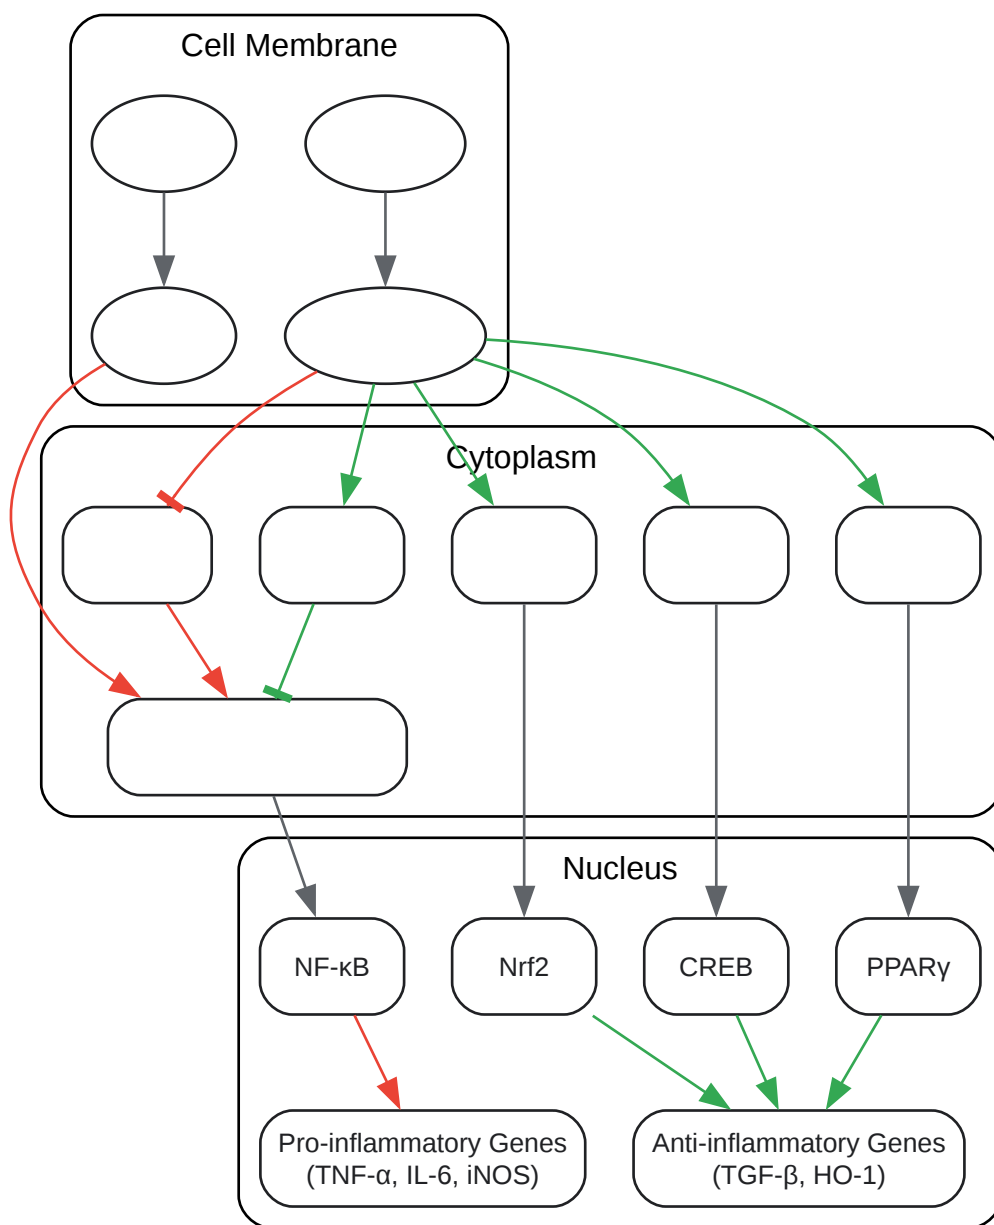 Cell Membrane
Cytoplasm
Nucleus
NF-κB
Nrf2
CREB
PPARγ
Pro-inflammatory Genes
(TNF-α, IL-6, iNOS)
Anti-inflammatory Genes
(TGF-β, HO-1)